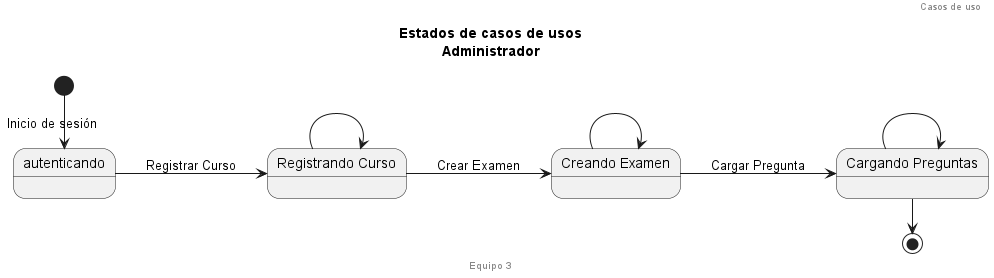 Casos de uso
Estados de casos de usos
Administrador
Inicio de sesión
autenticando
Registrar Curso
Registrando Curso
Crear Examen
Creando Examen
Cargar Pregunta
Cargando Preguntas
Equipo 3